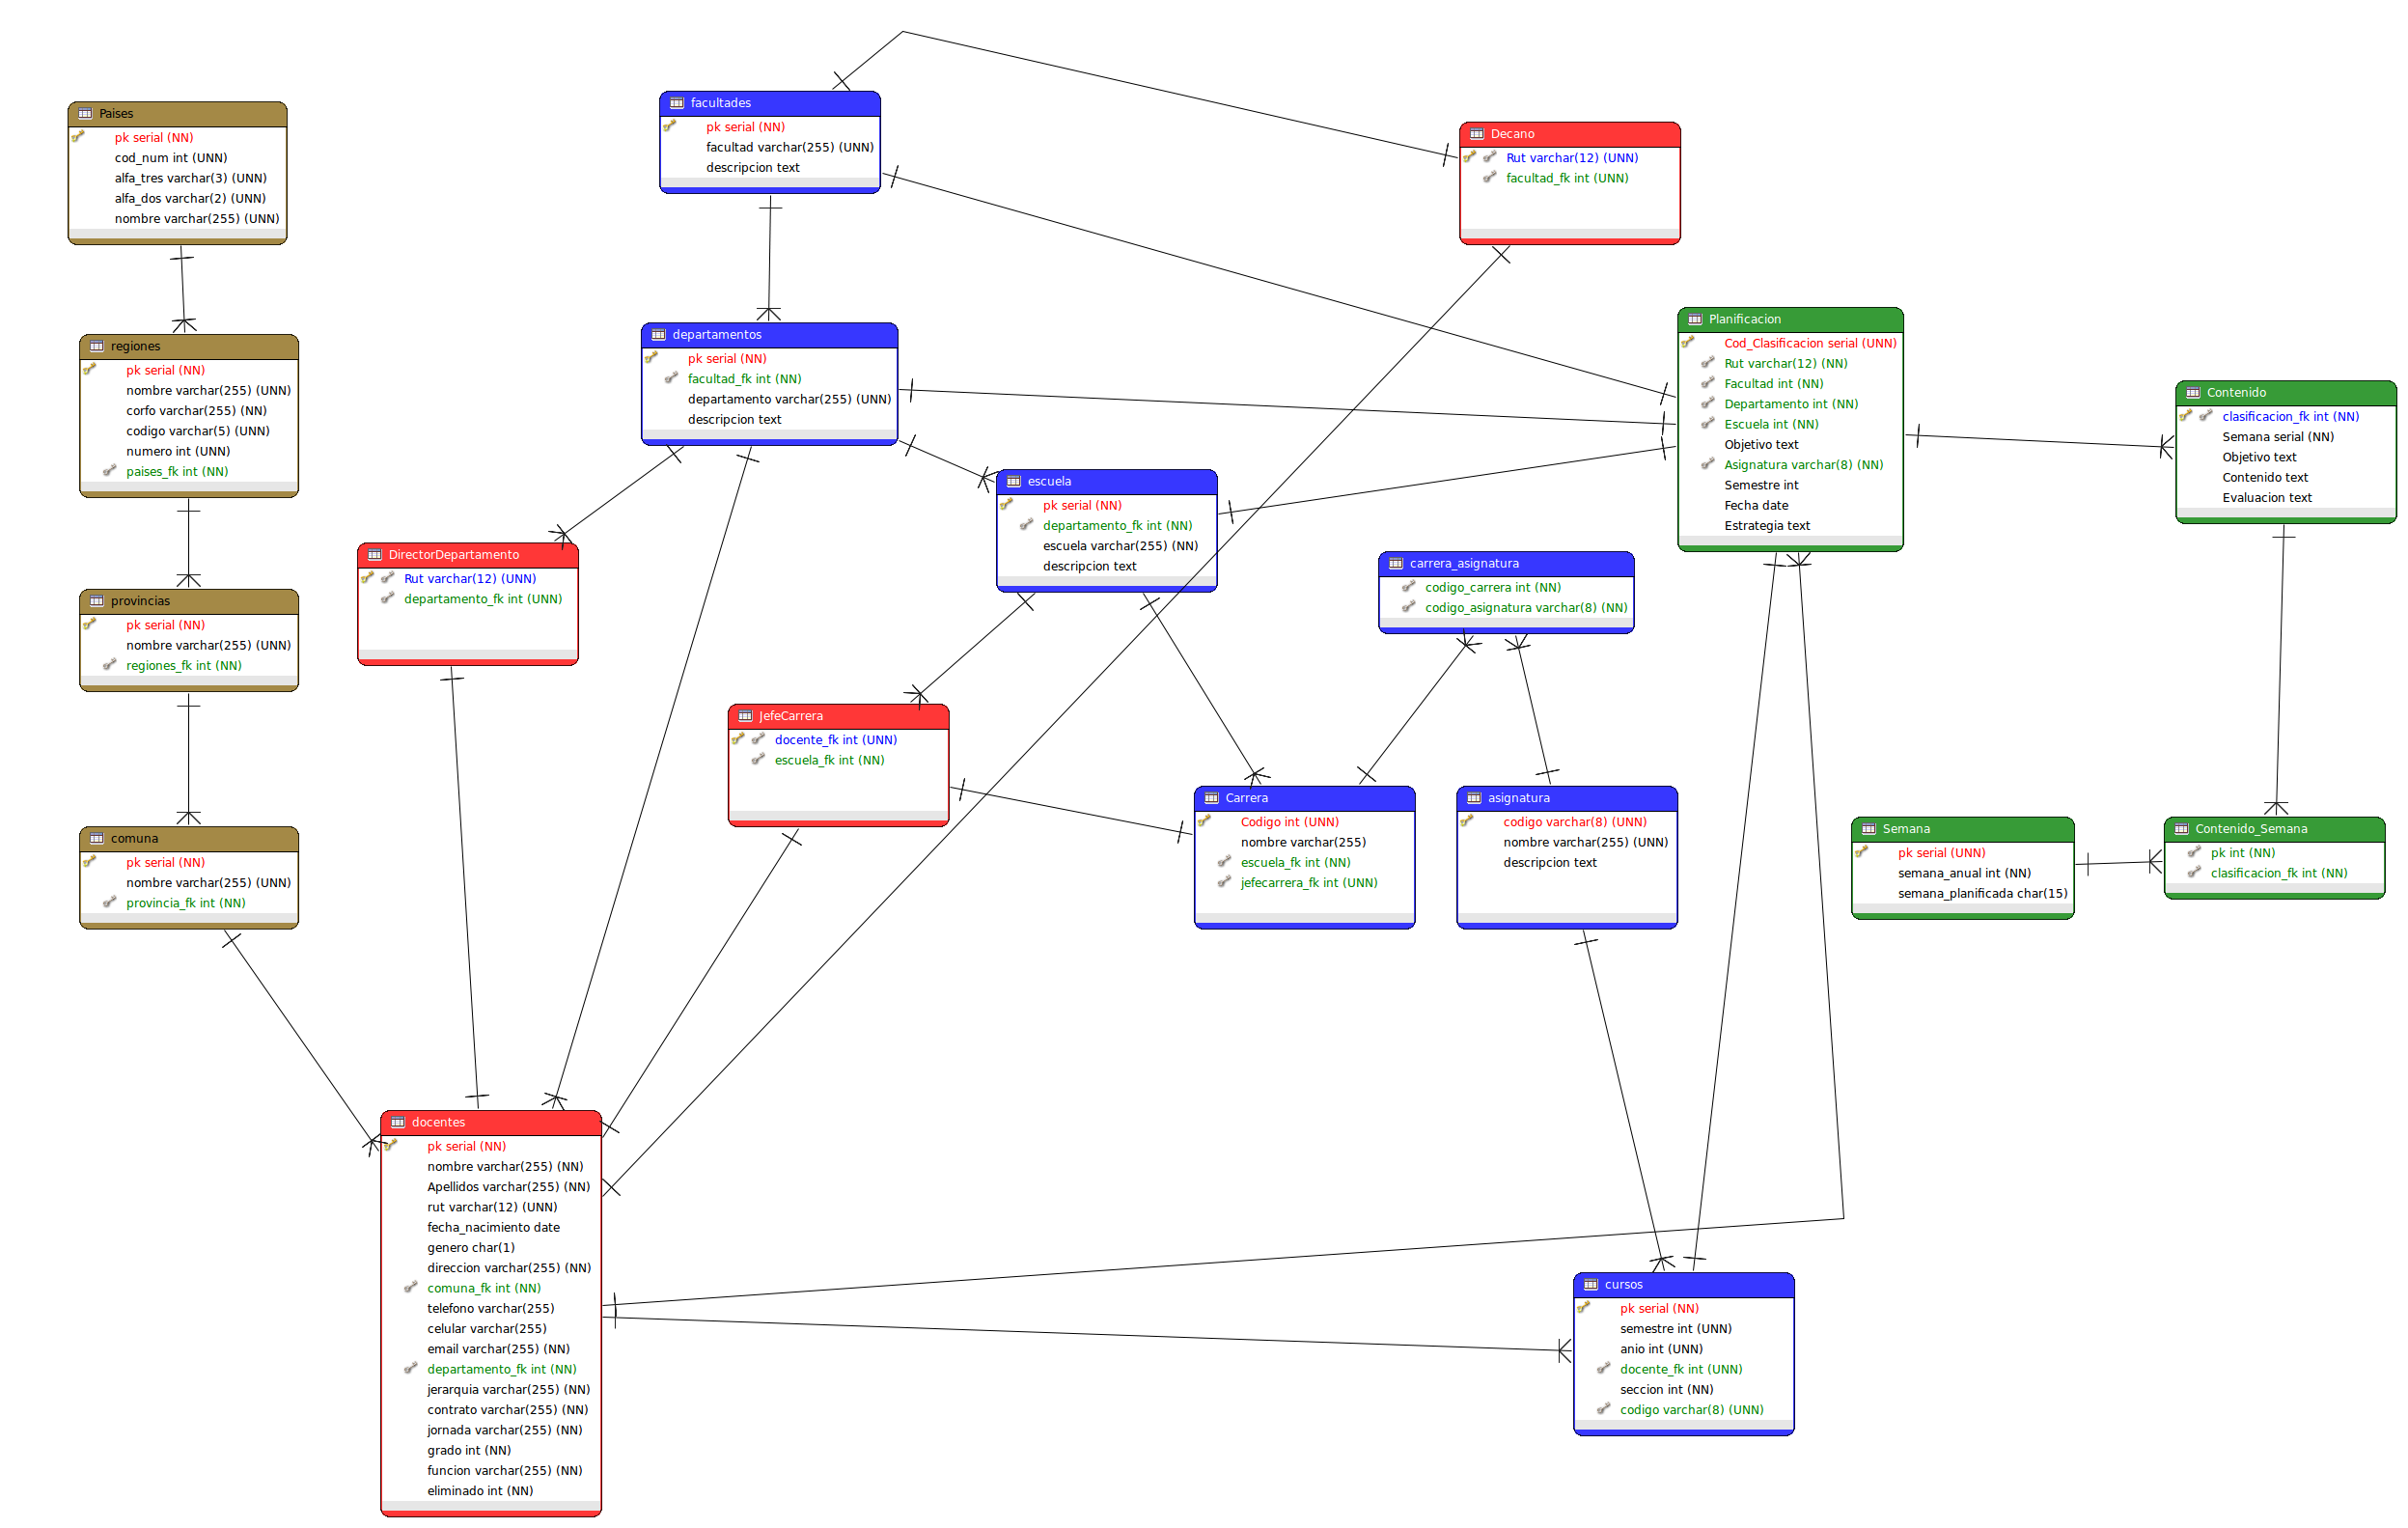 Paises
pk serial (NN)
cod_num int (UNN)
alfa_tres varchar(3) (UNN)
alfa_dos varchar(2) (UNN)
nombre varchar(255) (UNN)
facultades
pk serial (NN)
facultad varchar(255) (UNN)
descripcion text
Decano
Rut varchar(12) (UNN)
facultad_fk int (UNN)
regiones
pk serial (NN)
nombre varchar(255) (UNN)
corfo varchar(255) (NN)
codigo varchar(5) (UNN)
numero int (UNN)
paises_fk int (NN)
departamentos
pk serial (NN)
facultad_fk int (NN)
departamento varchar(255) (UNN)
descripcion text
Planificacion
Cod_Clasificacion serial (UNN)
Rut varchar(12) (NN)
Facultad int (NN)
Departamento int (NN)
Escuela int (NN)
Objetivo text
Asignatura varchar(8) (NN)
Semestre int
Fecha date
Estrategia text
Contenido
clasificacion_fk int (NN)
Semana serial (NN)
Objetivo text
Contenido text
Evaluacion text
escuela
pk serial (NN)
departamento_fk int (NN)
escuela varchar(255) (NN)
descripcion text
DirectorDepartamento
Rut varchar(12) (UNN)
departamento_fk int (UNN)
carrera_asignatura
codigo_carrera int (NN)
codigo_asignatura varchar(8) (NN)
provincias
pk serial (NN)
nombre varchar(255) (UNN)
regiones_fk int (NN)
JefeCarrera
docente_fk int (UNN)
escuela_fk int (NN)
Carrera
Codigo int (UNN)
nombre varchar(255)
escuela_fk int (NN)
jefecarrera_fk int (UNN)
asignatura
codigo varchar(8) (UNN)
nombre varchar(255) (UNN)
descripcion text
Semana
pk serial (UNN)
semana_anual int (NN)
semana_planificada char(15)
Contenido_Semana
pk int (NN)
clasificacion_fk int (NN)
comuna
pk serial (NN)
nombre varchar(255) (UNN)
provincia_fk int (NN)
docentes
pk serial (NN)
nombre varchar(255) (NN)
Apellidos varchar(255) (NN)
rut varchar(12) (UNN)
fecha_nacimiento date
genero char(1)
direccion varchar(255) (NN)
comuna_fk int (NN)
telefono varchar(255)
celular varchar(255)
email varchar(255) (NN)
departamento_fk int (NN)
jerarquia varchar(255) (NN)
contrato varchar(255) (NN)
jornada varchar(255) (NN)
grado int (NN)
funcion varchar(255) (NN)
eliminado int (NN)
cursos
pk serial (NN)
semestre int (UNN)
anio int (UNN)
docente_fk int (UNN)
seccion int (NN)
codigo varchar(8) (UNN)